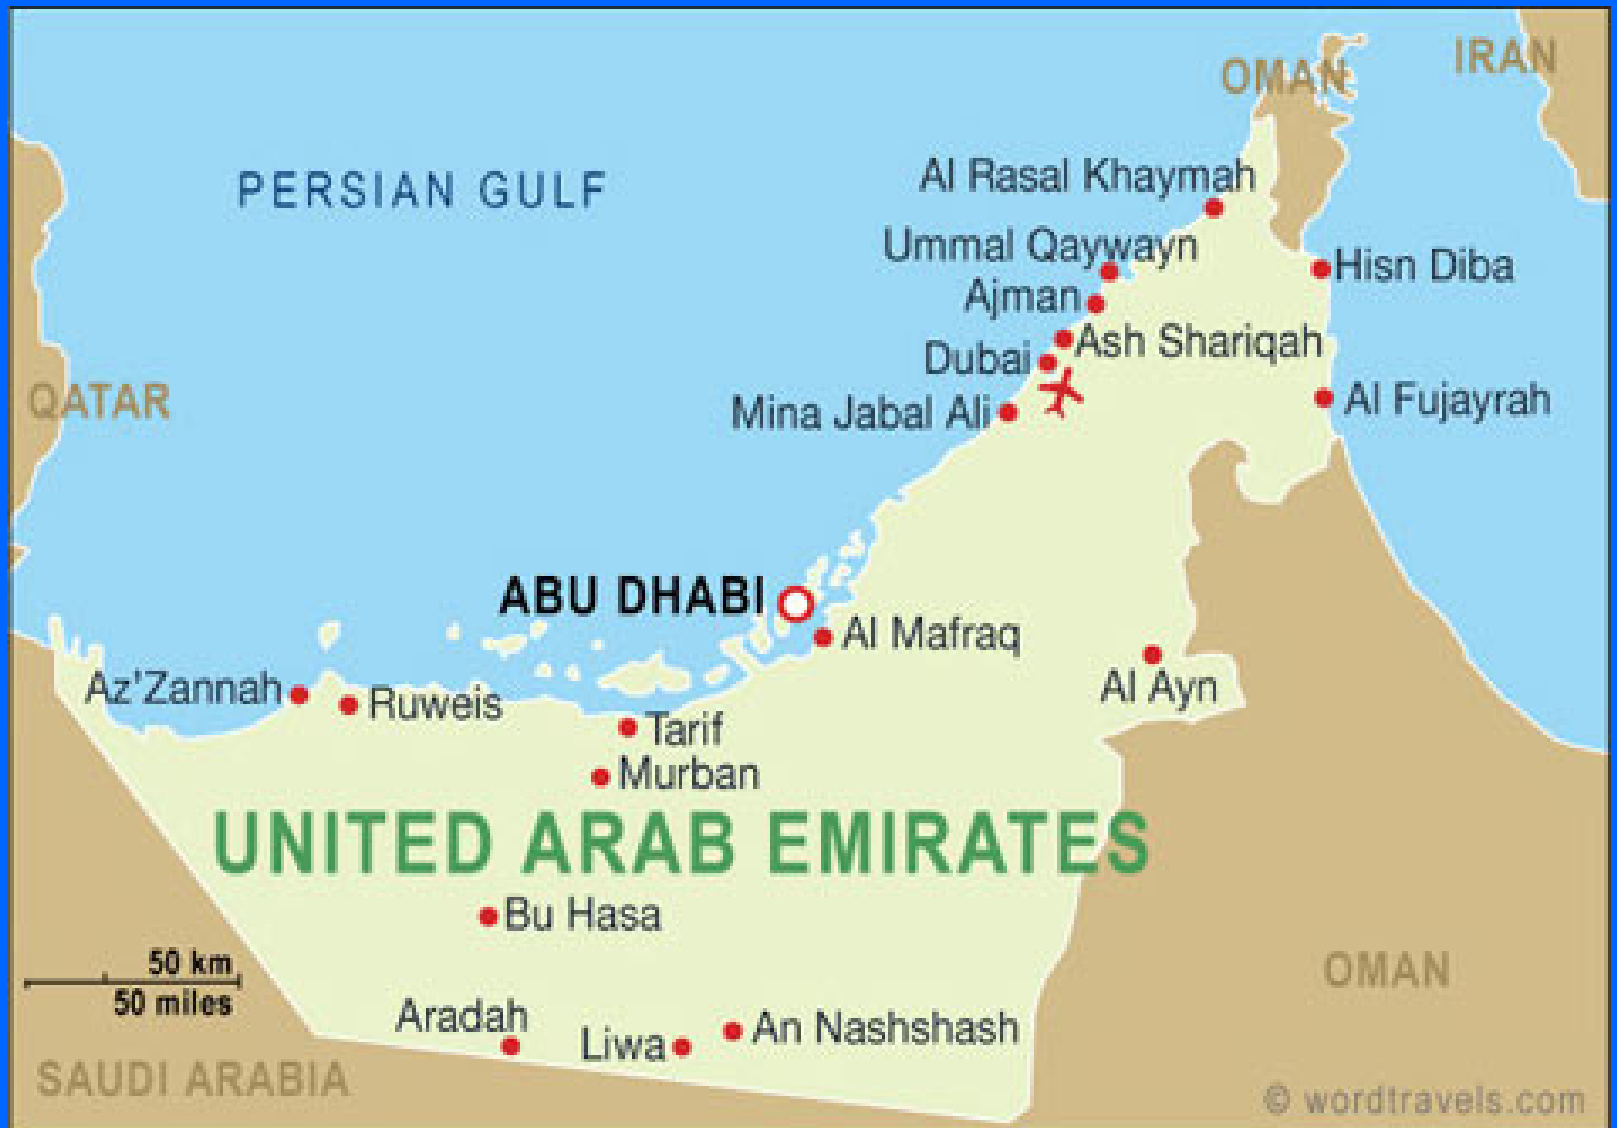 OMAN
IRAN
Al Rasal Khaymah
PERSIAN GULF
Ummal Qaywayn
Hisn Diba
Ajman
Ash Shariqah
Dubai
QATAR
Mina Jabal Ali
Al Fujayrah
ABU DHABI
Al Mafraq
Az'Zannah
Ruweis
Al Ayn
Tarif
Murban
UNITED ARAB EMIRATES
Bu Hasa
50 km
50 miles
OMAN
Aradah
Liwa
An Nashshash
SAUDI ARABIA
© wordtravels.com